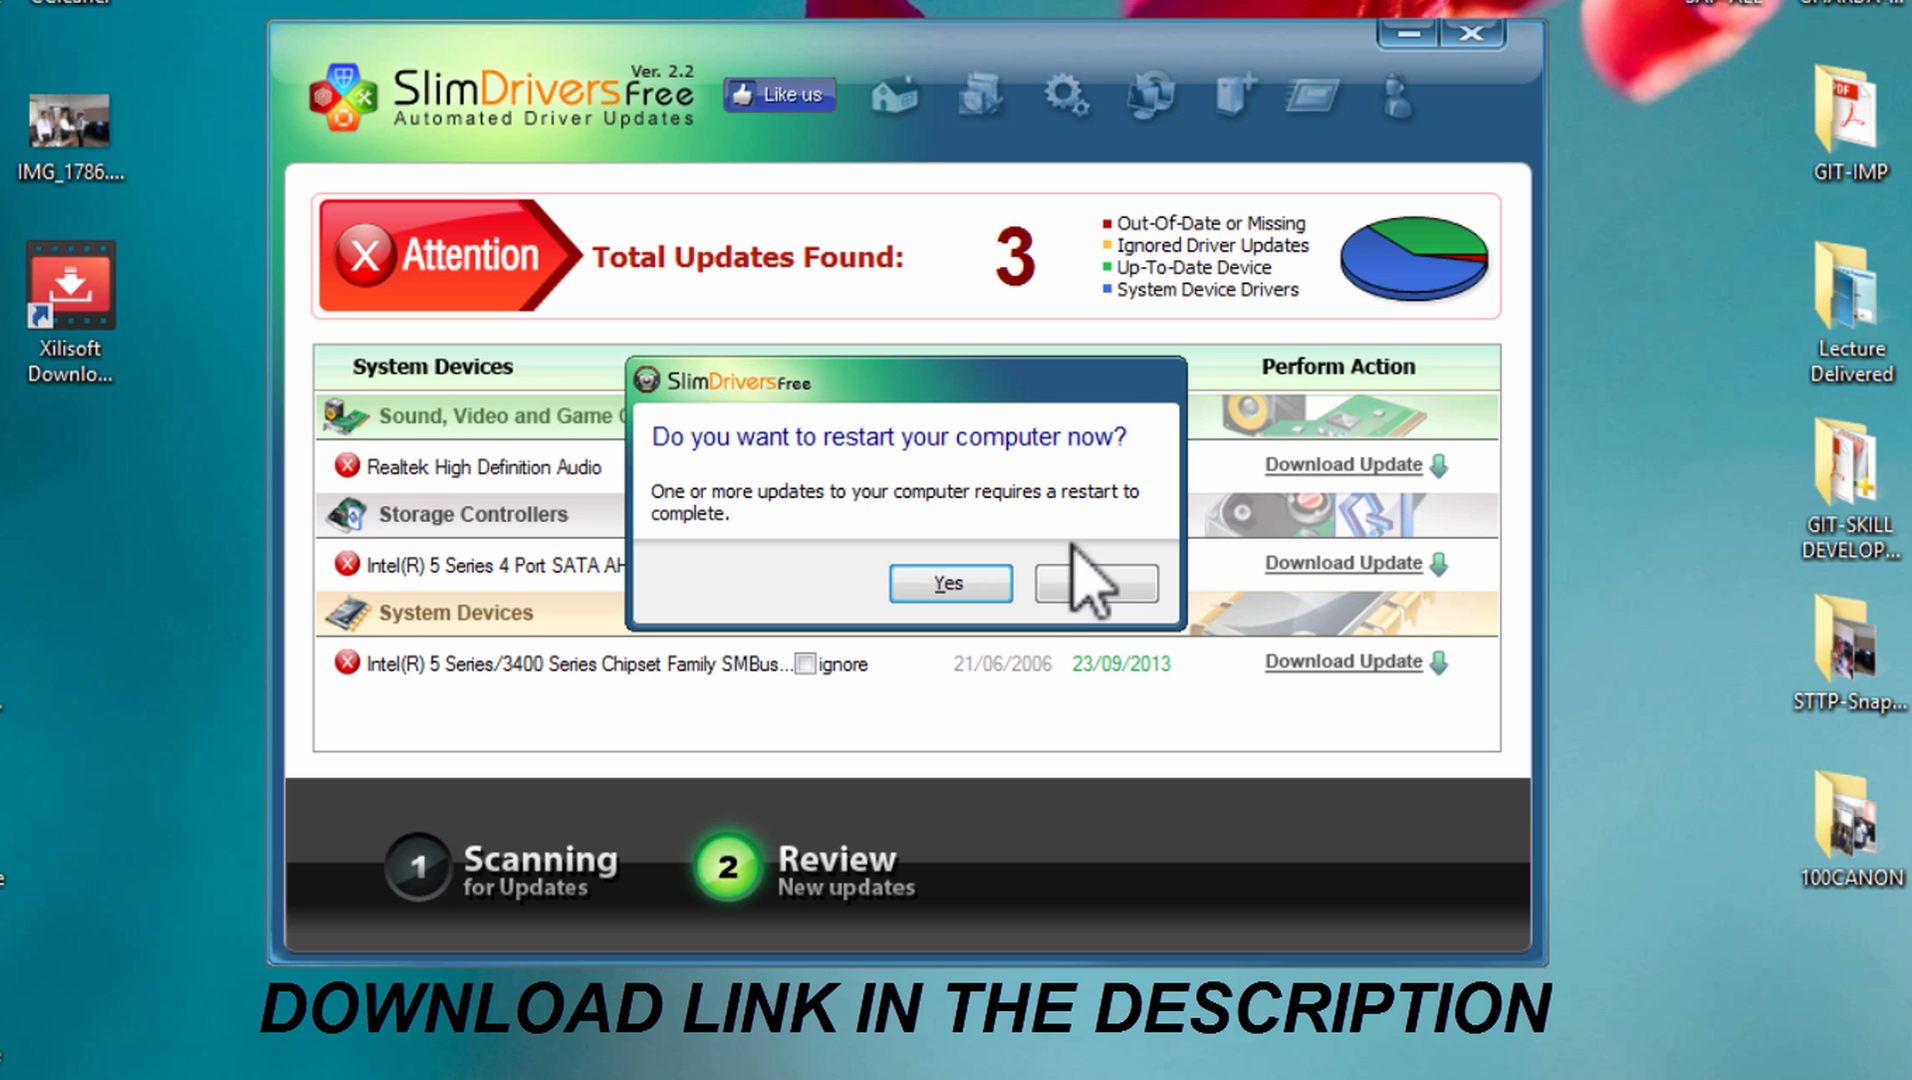 IMG_1786....
Xilisoft
Downlo...
SlimDriversFree
Ver. 2.2
Automated Driver Updates
Like us
Attention
Total Updates Found:
3
Out-Of-Date or Missing
Ignored Driver Updates
Up-To-Date Device
System Device Drivers
System Devices
Perform Action
Sound, Video and Game
Realtek High Definition Audio
Download Update
Storage Controllers
Intel(R) 5 Series 4 Port SATA AH
Download Update
System Devices
Intel(R) 5 Series/3400 Series Chipset Family SMBus... ignore 21/06/2006 23/09/2013 Download Update
SlimDriversFree
Do you want to restart your computer now?
One or more updates to your computer requires a restart to
complete.
Yes
1 Scanning
for Updates
2 Review
New updates
PDF
GIT-IMP
Lecture
Delivered
GIT-SKILL
DEVELOP...
STTP-Snap...
100CANON
DOWNLOAD LINK IN THE DESCRIPTION